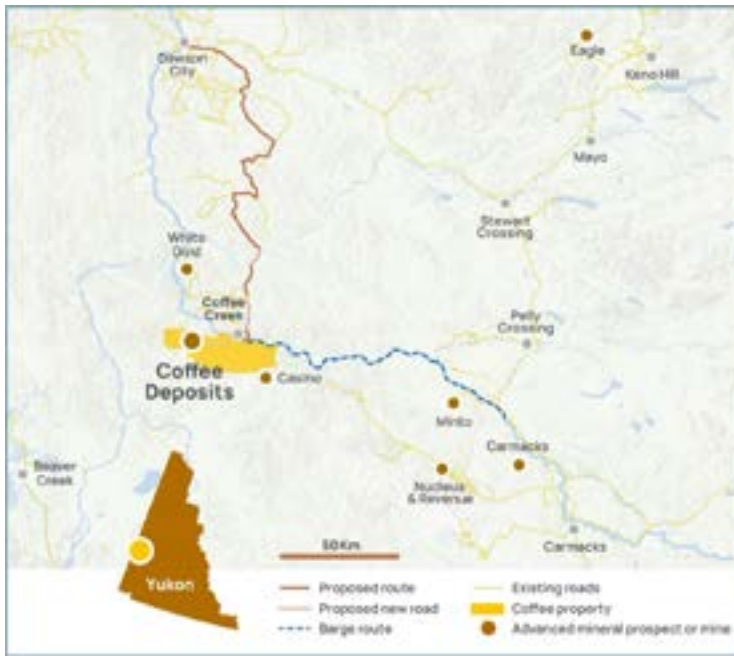 Dawson
City
Eagle
Keno Hill
Mayo
Stewart
Crossing
White
Gold
Coffee
Creek
Pelly
Crossing
Coffee
Deposits
Casino
Minto
Carmacks
Beaver
Creek
Nucleus
& Revenue
Carmacks
50Km
Yukon
Proposed route
Existing roads
Proposed new road
Coffee property
Barge route
Advanced mineral prospect or mine